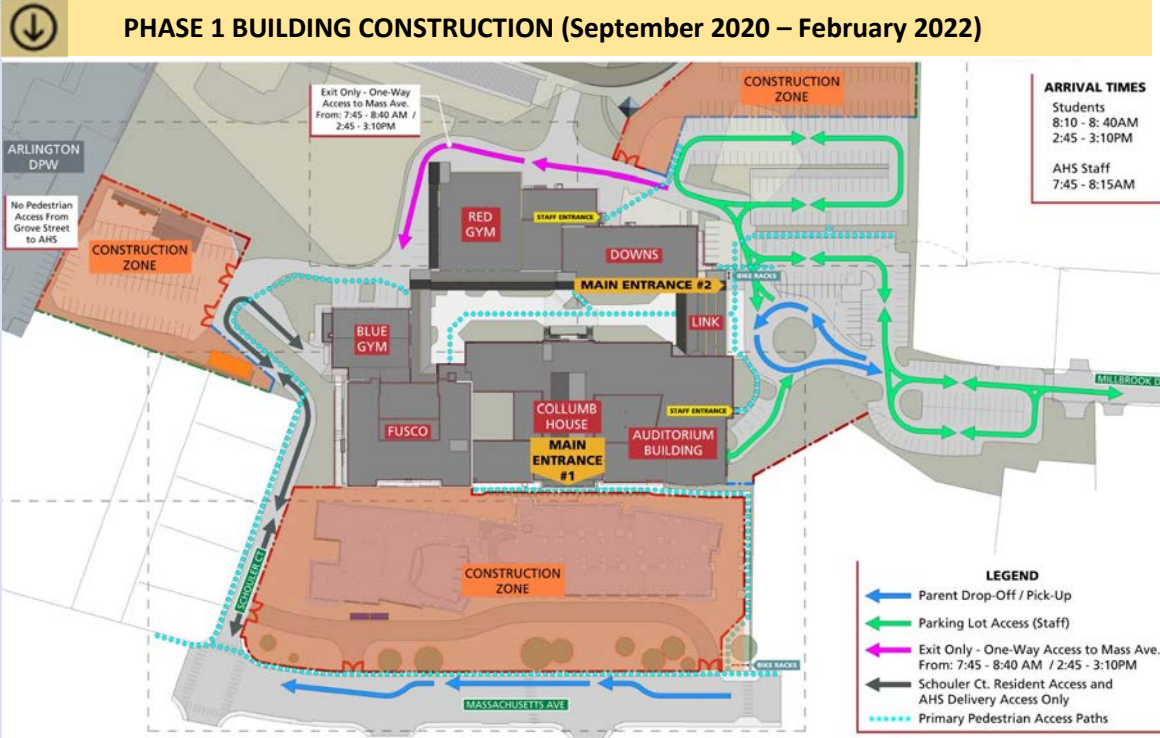 PHASE 1 BUILDING CONSTRUCTION (September 2020 – February 2022)
Exit Only - One-Way
Access to Mass Ave.
From: 7:45 - 8:40 AM /
2:45 - 3:10PM
CONSTRUCTION
ZONE
ARRIVAL TIMES
Students
8:10 - 8: 40AM
2:45 - 3:10PM
AHS Staff
7:45 - 8:15AM
ARLINGTON
DPW
No Pedestrian
Access From
Grove Street
to AHS
CONSTRUCTION
ZONE
RED
GYM
STAFF ENTRANCE
DOWNS
BIKE RACKS
MAIN ENTRANCE #2
LINK
BLUE
GYM
MILLBROOK
COLLUMB
HOUSE
STAFF ENTRANCE
FUSCO
AUDITORIUM
BUILDING
MAIN
ENTRANCE
#1
CONSTRUCTION
ZONE
SCHOULER CT
BIKE RACKS
MASSACHUSETTS AVE
LEGEND
Parent Drop-Off / Pick-Up
Parking Lot Access (Staff)
Exit Only - One-Way Access to Mass Ave.
From: 7:45 - 8:40 AM / 2:45 - 3:10PM
Schouler Ct. Resident Access and
AHS Delivery Access Only
Primary Pedestrian Access Paths